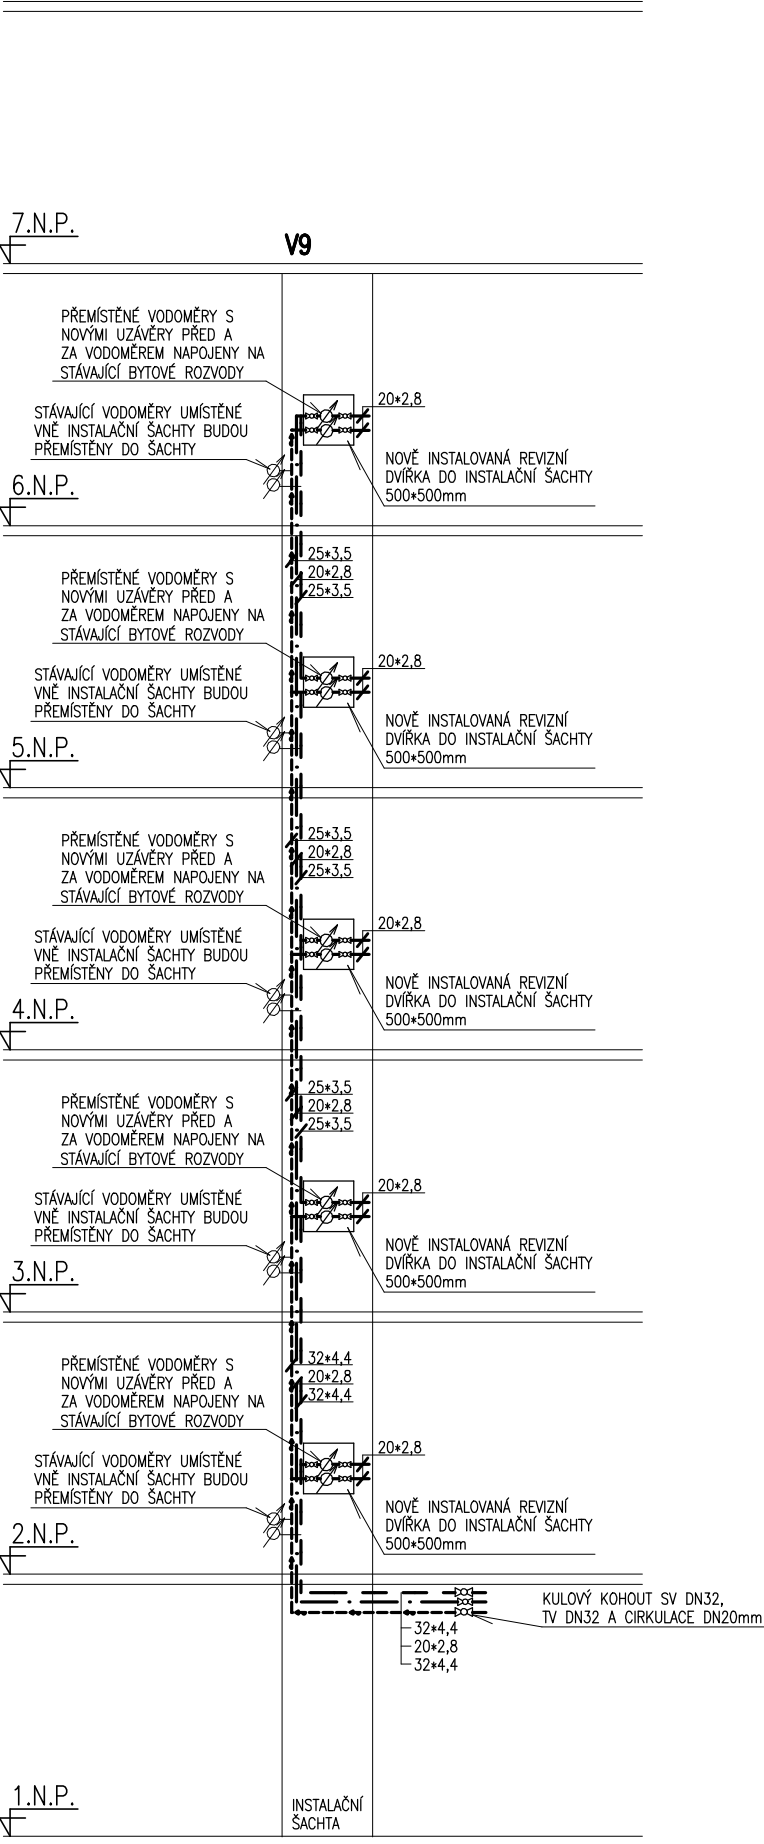 7.N.P.
V9
PŘEMÍSTĚNÉ VODOMĚRY S
NOVÝMI UZÁVĚRY PŘED A
ZA VODOMĚREM NAPOJENY NA
STÁVAJÍCÍ BYTOVÉ ROZVODY
20*2,8
STÁVAJÍCÍ VODOMĚRY UMÍSTĚNÉ
VNĚ INSTALAČNÍ ŠACHTY BUDOU
PŘEMÍSTĚNY DO ŠACHTY
NOVĚ INSTALOVANÁ REVIZNÍ
DVÍŘKA DO INSTALAČNÍ ŠACHTY
500*500mm
6.N.P.
25*3,5
20*2,8
25*3,5
PŘEMÍSTĚNÉ VODOMĚRY S
NOVÝMI UZÁVĚRY PŘED A
ZA VODOMĚREM NAPOJENY NA
STÁVAJÍCÍ BYTOVÉ ROZVODY
20*2,8
STÁVAJÍCÍ VODOMĚRY UMÍSTĚNÉ
VNĚ INSTALAČNÍ ŠACHTY BUDOU
PŘEMÍSTĚNY DO ŠACHTY
NOVĚ INSTALOVANÁ REVIZNÍ
DVÍŘKA DO INSTALAČNÍ ŠACHTY
500*500mm
5.N.P.
25*3,5
20*2,8
25*3,5
PŘEMÍSTĚNÉ VODOMĚRY S
NOVÝMI UZÁVĚRY PŘED A
ZA VODOMĚREM NAPOJENY NA
STÁVAJÍCÍ BYTOVÉ ROZVODY
20*2,8
STÁVAJÍCÍ VODOMĚRY UMÍSTĚNÉ
VNĚ INSTALAČNÍ ŠACHTY BUDOU
PŘEMÍSTĚNY DO ŠACHTY
NOVĚ INSTALOVANÁ REVIZNÍ
DVÍŘKA DO INSTALAČNÍ ŠACHTY
500*500mm
4.N.P.
25*3,5
20*2,8
25*3,5
PŘEMÍSTĚNÉ VODOMĚRY S
NOVÝMI UZÁVĚRY PŘED A
ZA VODOMĚREM NAPOJENY NA
STÁVAJÍCÍ BYTOVÉ ROZVODY
20*2,8
STÁVAJÍCÍ VODOMĚRY UMÍSTĚNÉ
VNĚ INSTALAČNÍ ŠACHTY BUDOU
PŘEMÍSTĚNY DO ŠACHTY
NOVĚ INSTALOVANÁ REVIZNÍ
DVÍŘKA DO INSTALAČNÍ ŠACHTY
500*500mm
3.N.P.
32*4,4
20*2,8
32*4,4
PŘEMÍSTĚNÉ VODOMĚRY S
NOVÝMI UZÁVĚRY PŘED A
ZA VODOMĚREM NAPOJENY NA
STÁVAJÍCÍ BYTOVÉ ROZVODY
20*2,8
STÁVAJÍCÍ VODOMĚRY UMÍSTĚNÉ
VNĚ INSTALAČNÍ ŠACHTY BUDOU
PŘEMÍSTĚNY DO ŠACHTY
NOVĚ INSTALOVANÁ REVIZNÍ
DVÍŘKA DO INSTALAČNÍ ŠACHTY
500*500mm
2.N.P.
KULOVÝ KOHOUT SV DN32,
TV DN32 A CIRKULACE DN20mm
32*4,4
20*2,8
32*4,4
1.N.P.
INSTALAČNÍ
ŠACHTA